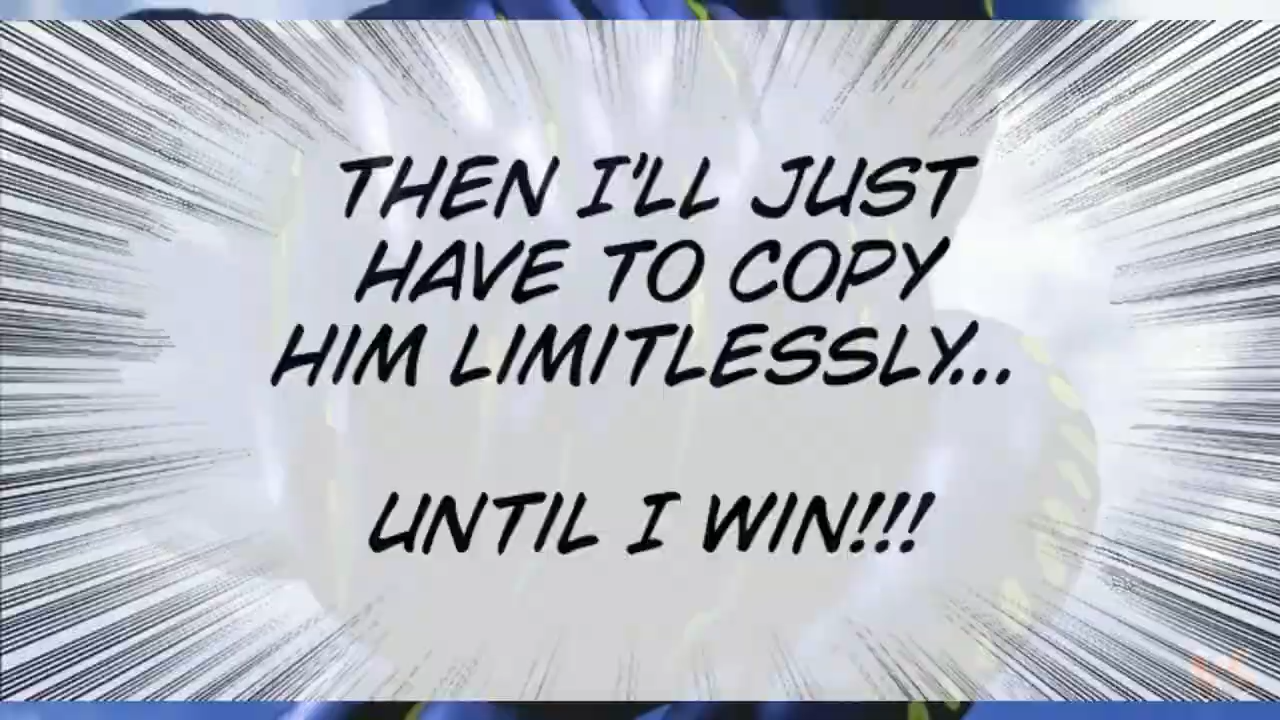 THEN I'LL JUST
HAVE TO COPY
HIM LIMITLESSLY...
UNTIL I WIN!!!